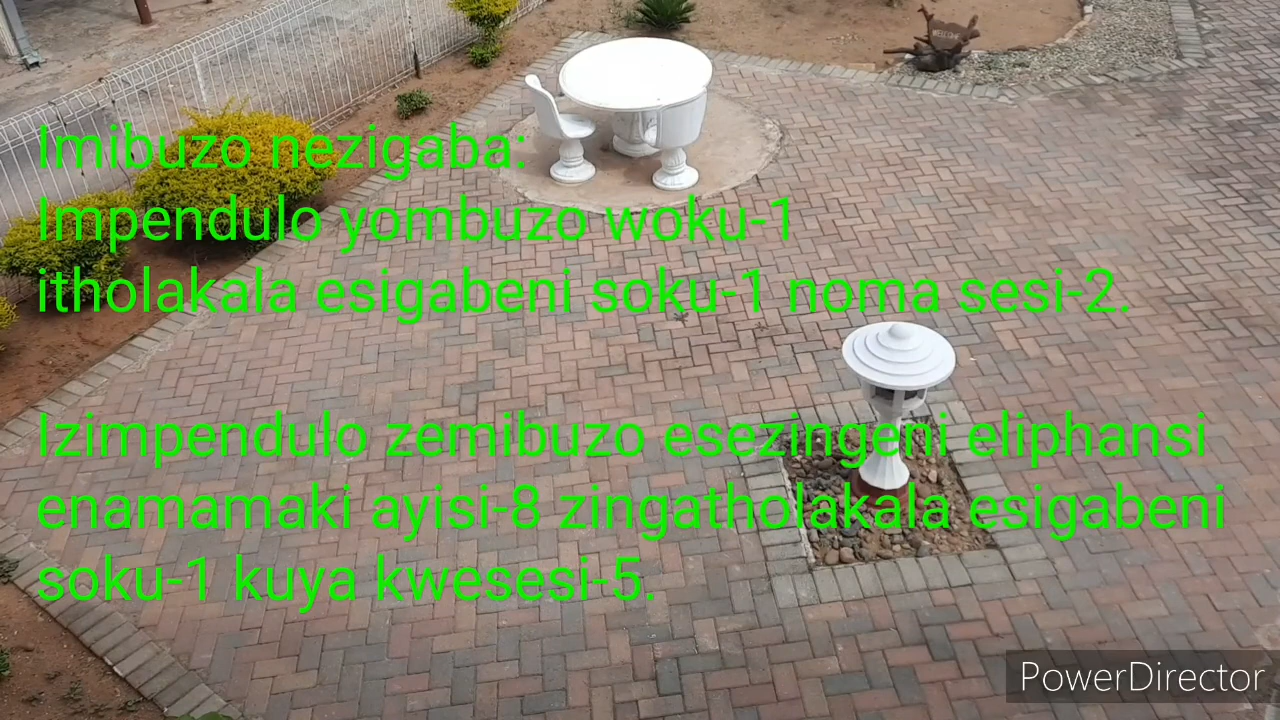 WELCOME
Imibuzo nezigaba:
Impendulo yombuzo woku-1
itholakala esigabeni soku-1 noma sesi-2.
Izimpendulo zemibuzo esezingeni eliphansi
enamamaki ayisi-8 zingatholakala esigabeni
soku-1 kuya kwesesi-5.
PowerDirector